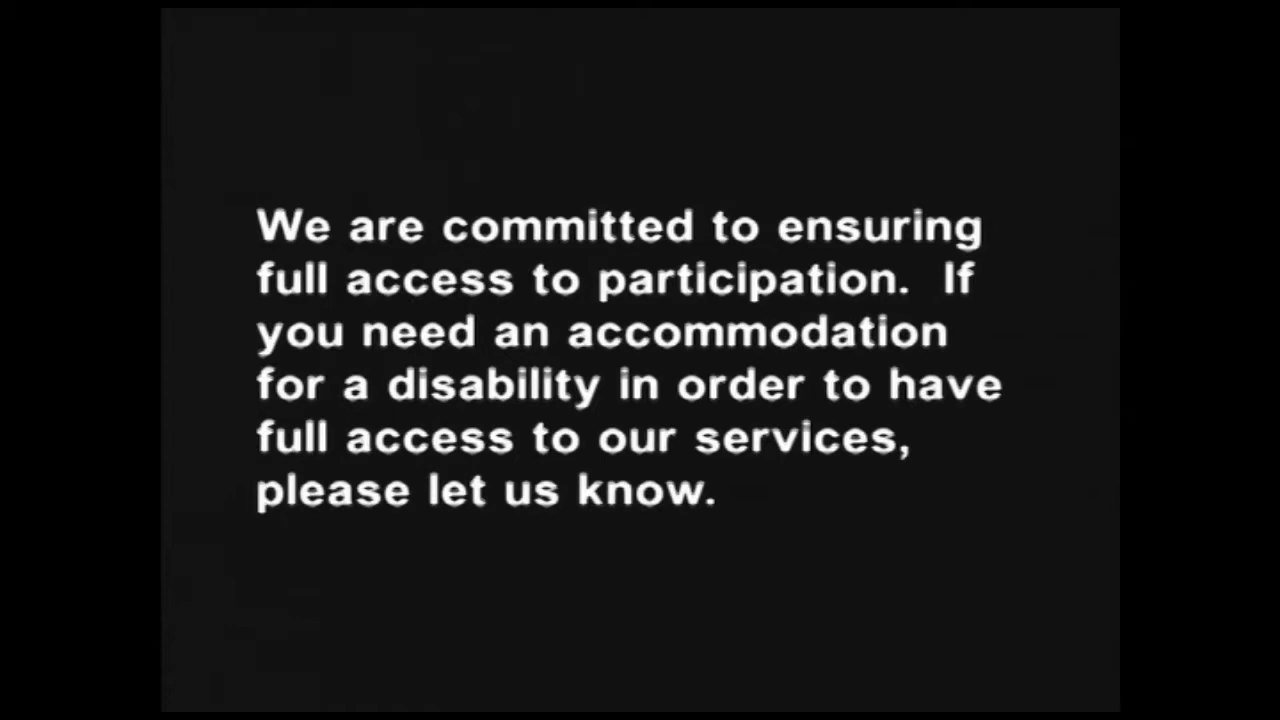 We are committed to ensuring
full access to participation.  If
you need an accommodation
for a disability in order to have
full access to our services,
please let us know.